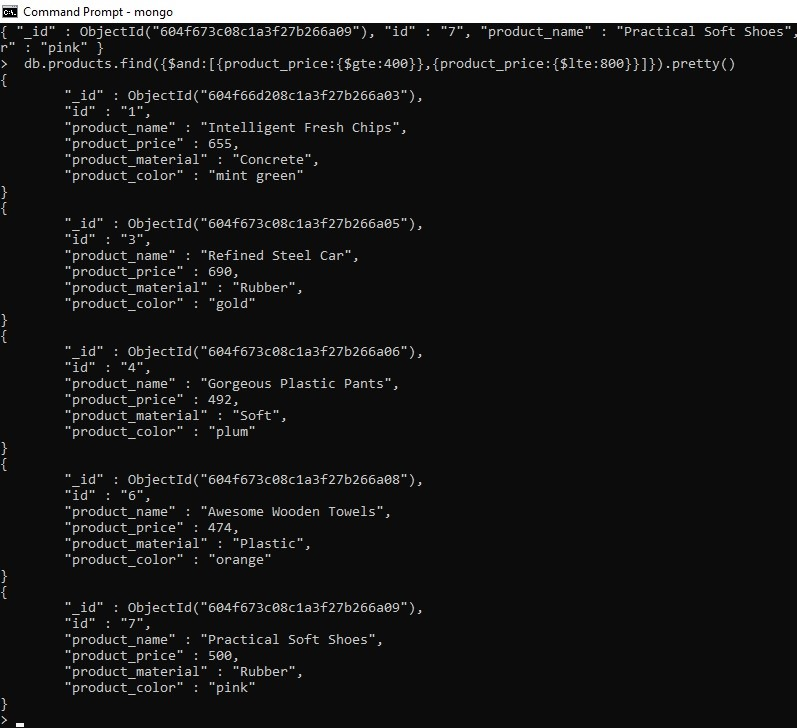 Command Prompt - mongo
{ "_id" : ObjectId("604f673c08c1a3f27b266a09"), "id" : "7", "product_name" : "Practical Soft Shoes",
r" : "pink" }
>  db.products.find({$and:[{product_price:{$gte:400}},{product_price:{$lte:800}}]}).pretty()
{
        "_id" : ObjectId("604f66d208c1a3f27b266a03"),
        "id" : "1",
        "product_name" : "Intelligent Fresh Chips",
        "product_price" : 655,
        "product_material" : "Concrete",
        "product_color" : "mint green"
}
{
        "_id" : ObjectId("604f673c08c1a3f27b266a05"),
        "id" : "3",
        "product_name" : "Refined Steel Car",
        "product_price" : 690,
        "product_material" : "Rubber",
        "product_color" : "gold"
}
{
        "_id" : ObjectId("604f673c08c1a3f27b266a06"),
        "id" : "4",
        "product_name" : "Gorgeous Plastic Pants",
        "product_price" : 492,
        "product_material" : "Soft",
        "product_color" : "plum"
}
{
        "_id" : ObjectId("604f673c08c1a3f27b266a08"),
        "id" : "6",
        "product_name" : "Awesome Wooden Towels",
        "product_price" : 474,
        "product_material" : "Plastic",
        "product_color" : "orange"
}
{
        "_id" : ObjectId("604f673c08c1a3f27b266a09"),
        "id" : "7",
        "product_name" : "Practical Soft Shoes",
        "product_price" : 500,
        "product_material" : "Rubber",
        "product_color" : "pink"
}
>